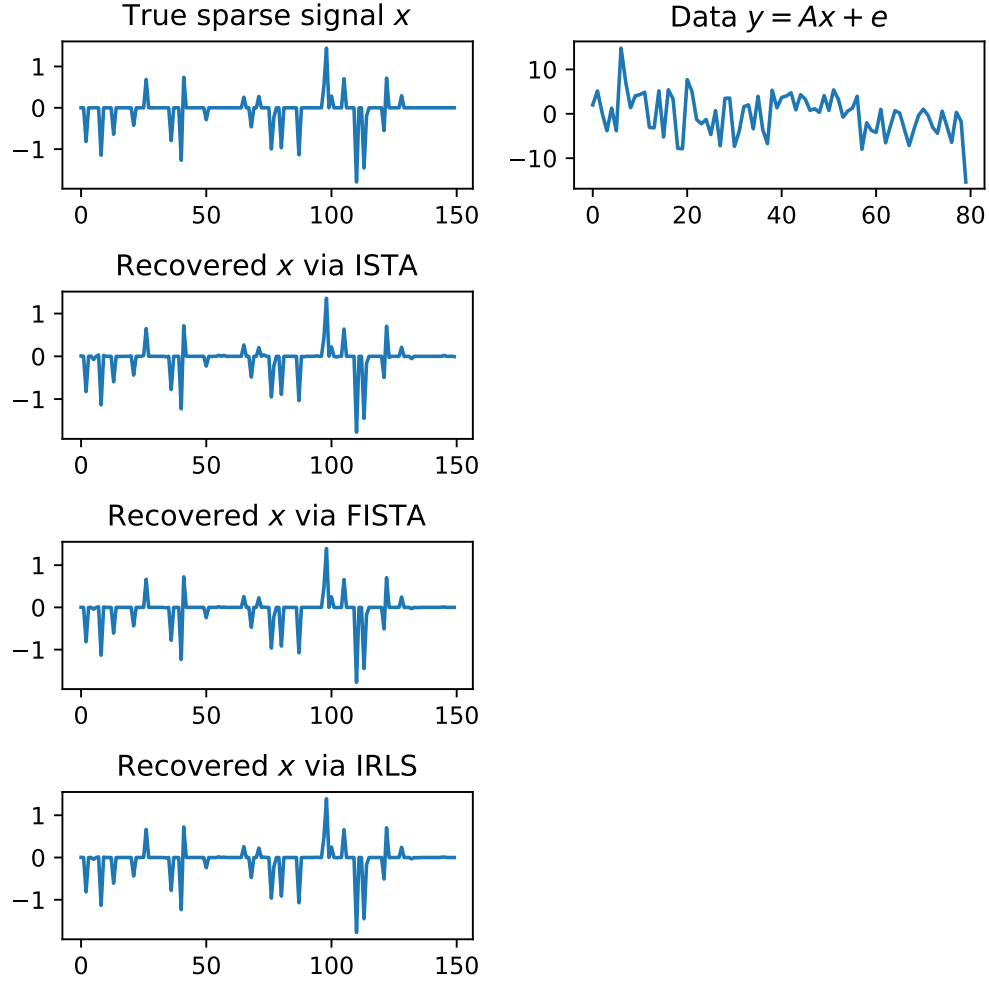 True sparse signal x
1
0
−1
0 50 100 150
Data y = Ax + e
10
0
−10
0 20 40 60 80
Recovered x via ISTA
1
0
−1
0 50 100 150
Recovered x via FISTA
1
0
−1
0 50 100 150
Recovered x via IRLS
1
0
−1
0 50 100 150